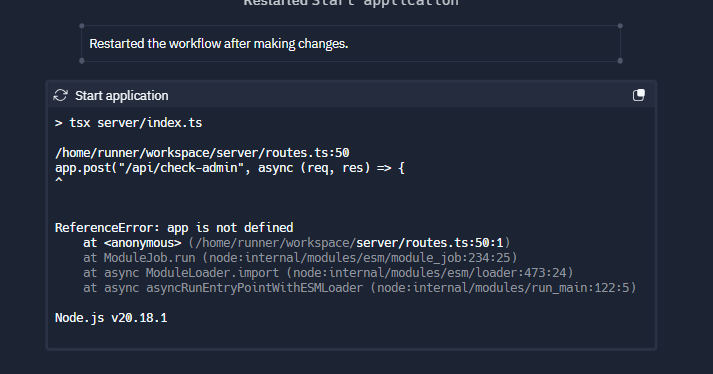 Restarted Start application
Restarted the workflow after making changes.
Start application
> tsx server/index.ts
/home/runner/workspace/server/routes.ts:50
app.post("/api/check-admin", async (req, res) => {
^
ReferenceError: app is not defined
at <anonymous> (/home/runner/workspace/server/routes.ts:50:1)
at ModuleJob.run (node:internal/modules/esm/module_job:234:25)
at async ModuleLoader.import (node:internal/modules/esm/loader:473:24)
at async asyncRunEntryPointWithESMLoader (node:internal/modules/run_main:122:5)
Node.js v20.18.1